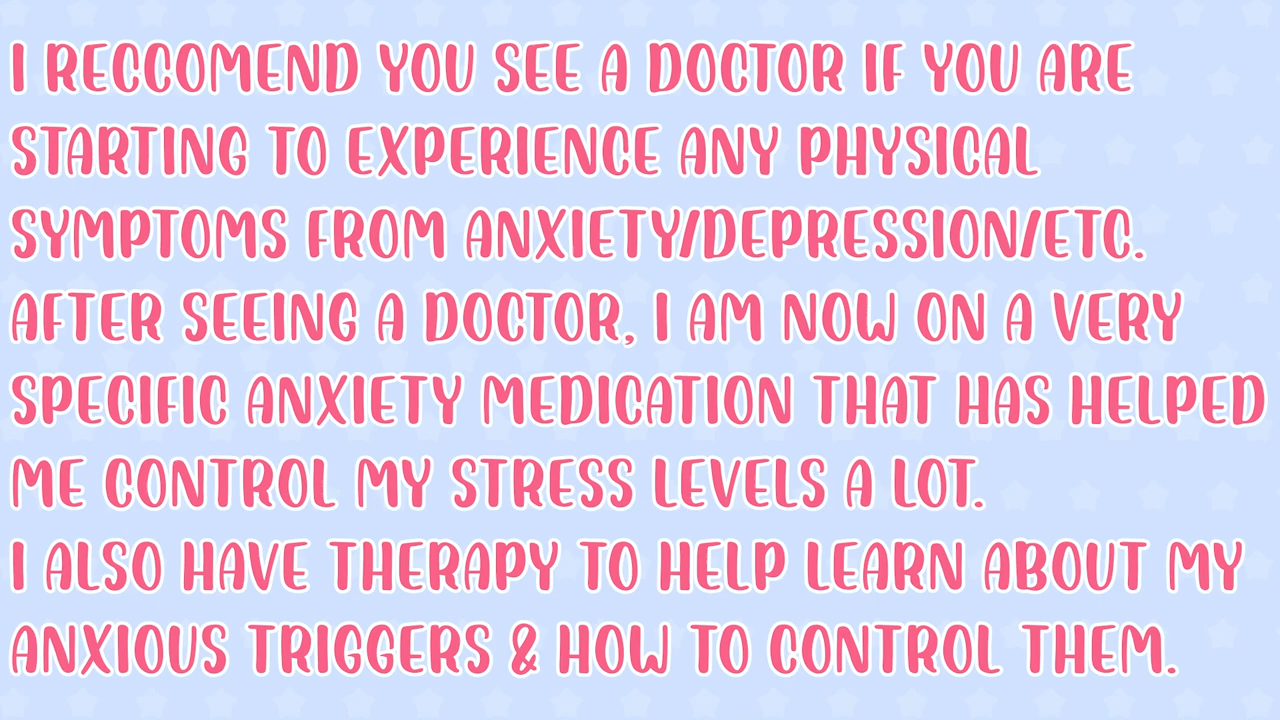 I RECCOMEND YOU SEE A DOCTOR IF YOU ARE
STARTING TO EXPERIENCE ANY PHYSICAL
SYMPTOMS FROM ANXIETY/DEPRESSION/ETC.
AFTER SEEING A DOCTOR, I AM NOW ON A VERY
SPECIFIC ANXIETY MEDICATION THAT HAS HELPED
ME CONTROL MY STRESS LEVELS A LOT.
I ALSO HAVE THERAPY TO HELP LEARN ABOUT MY
ANXIOUS TRIGGERS & HOW TO CONTROL THEM.